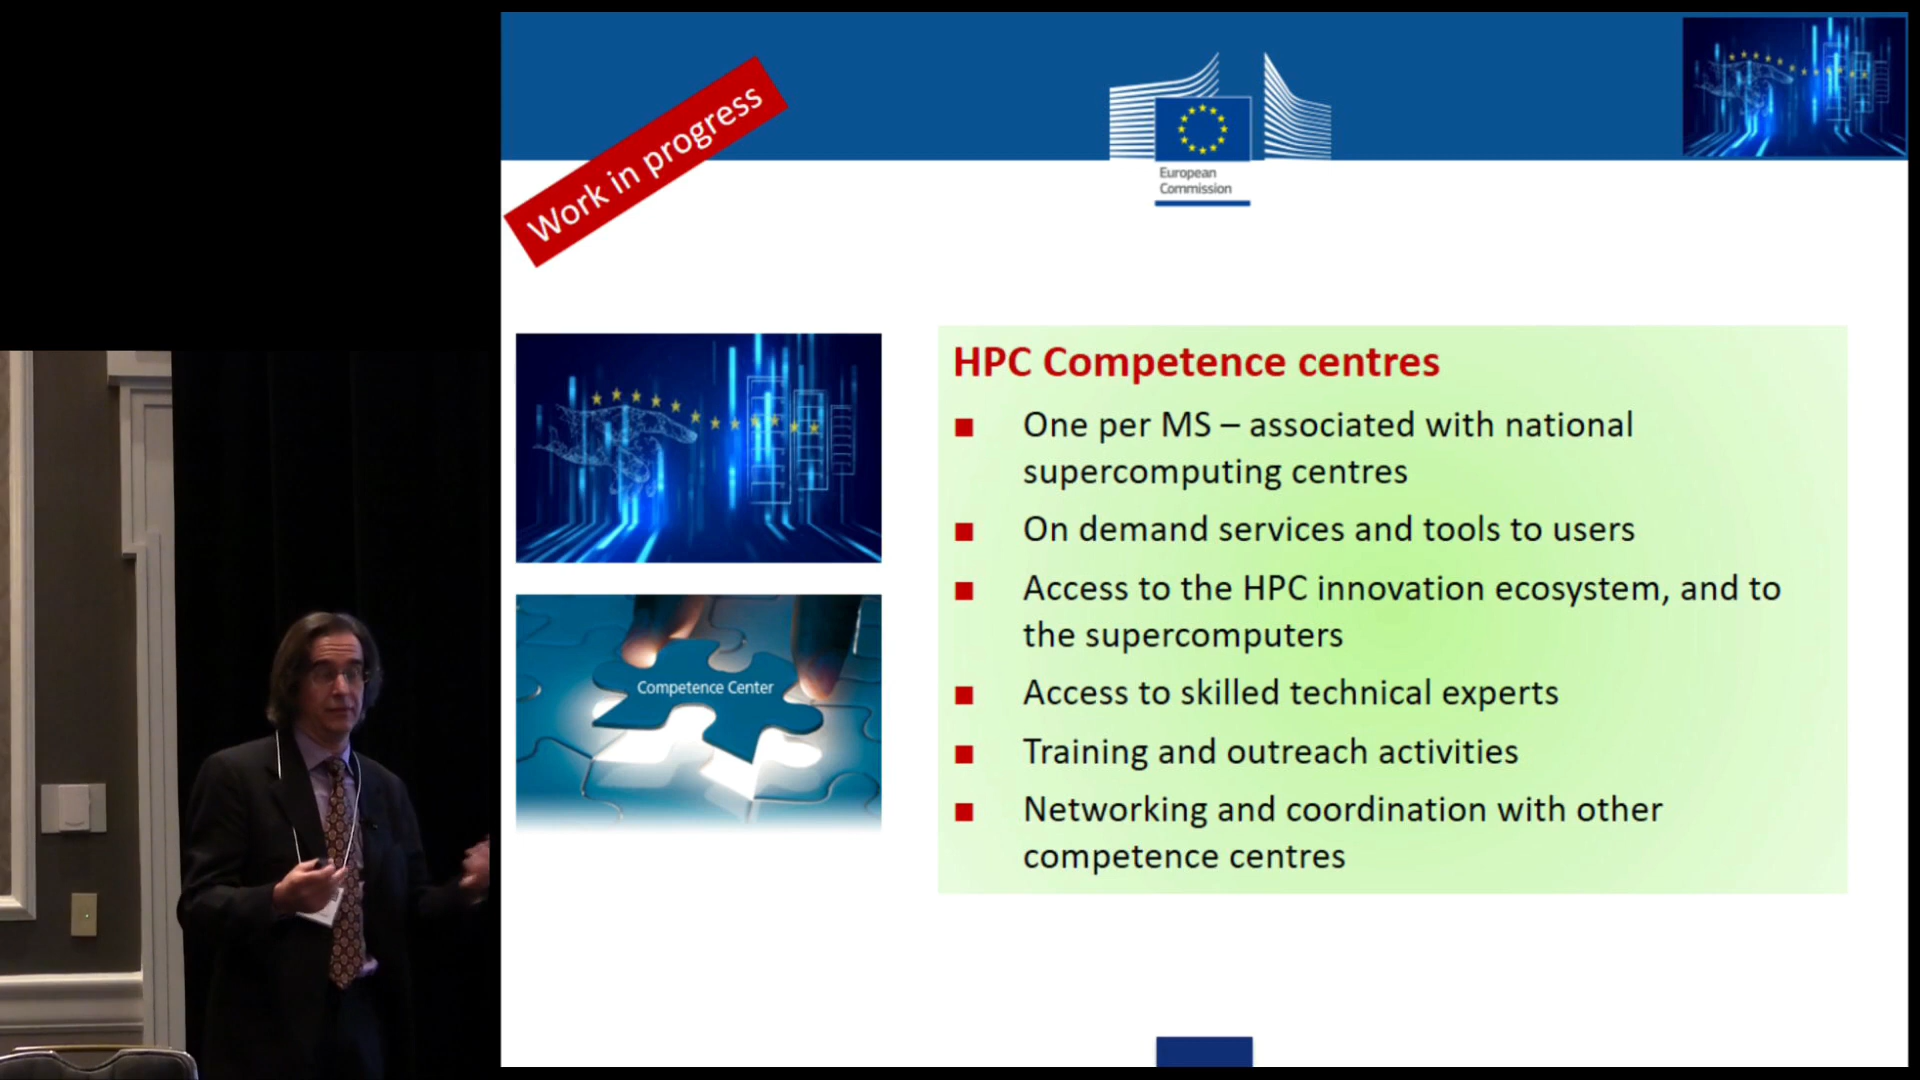 Work in progress
European
Commission
HPC Competence centres
One per MS – associated with national
supercomputing centres
On demand services and tools to users
Access to the HPC innovation ecosystem, and to
the supercomputers
Access to skilled technical experts
Competence Center
Training and outreach activities
Networking and coordination with other
competence centres